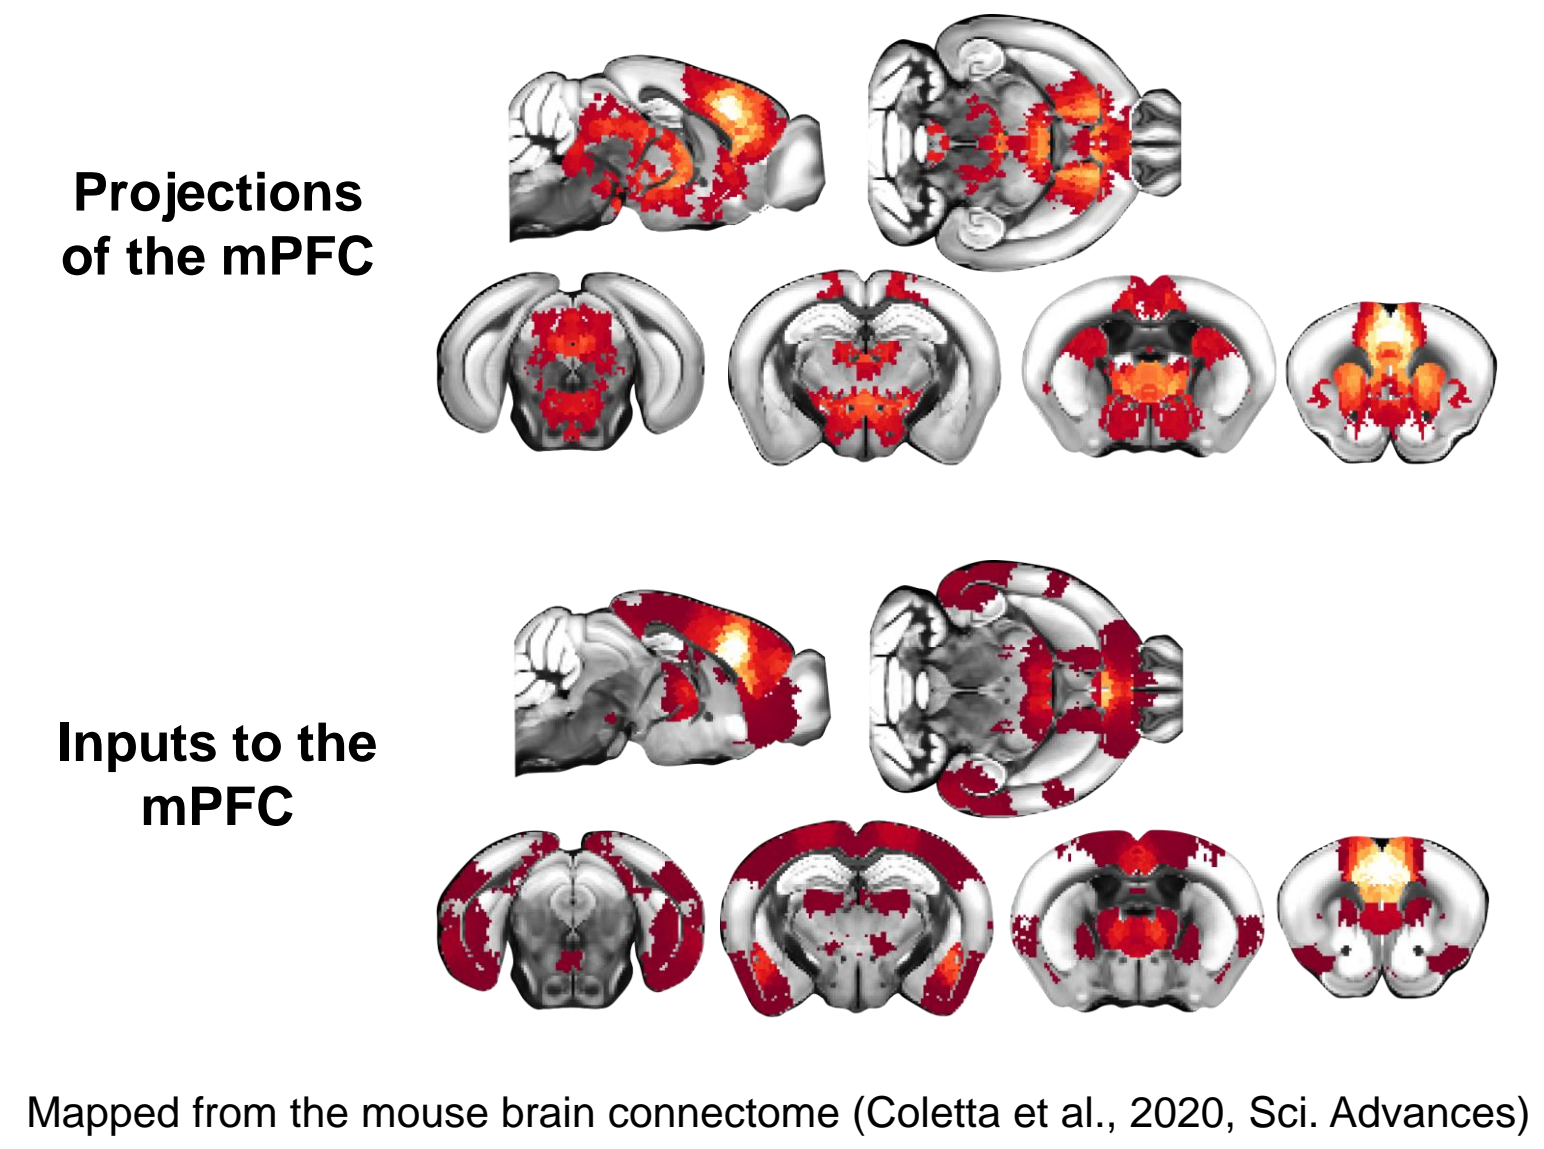 Projections
of the mPFC
Inputs to the
mPFC
Mapped from the mouse brain connectome (Coletta et al., 2020, Sci. Advances)